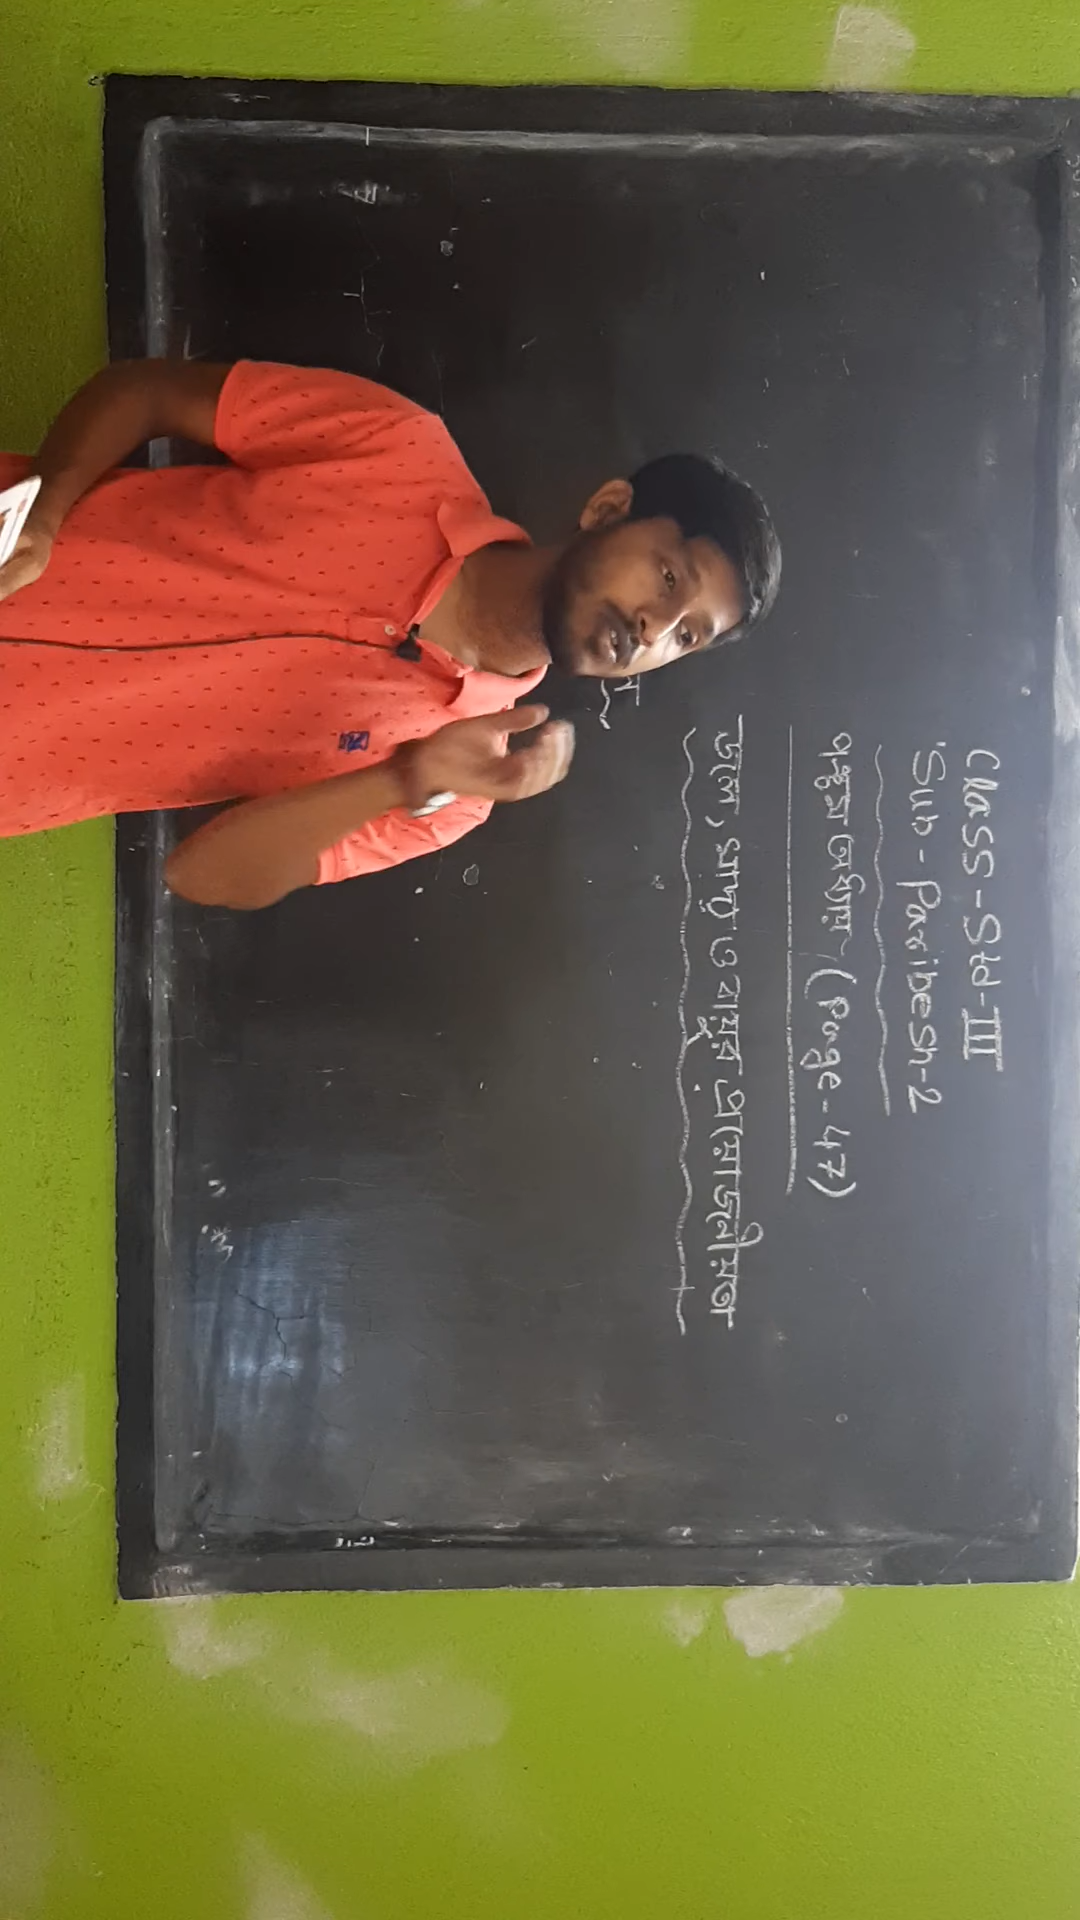 Class-Std-III
Sub-Paribesh-2
পঞ্চম অধ্যায় (Page-47)
জল, খাদ্য ও বায়ুর প্রয়োজনীয়তা